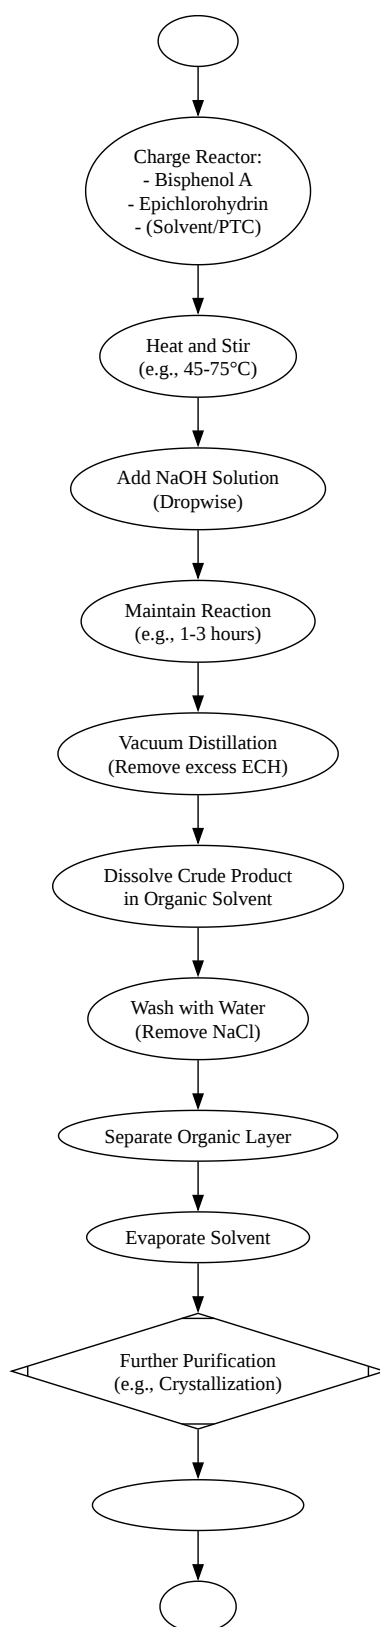 Charge Reactor:
- Bisphenol A
- Epichlorohydrin
- (Solvent/PTC)
Heat and Stir
(e.g., 45-75°C)
Add NaOH Solution
(Dropwise)
Maintain Reaction
(e.g., 1-3 hours)
Vacuum Distillation
(Remove excess ECH)
Dissolve Crude Product
in Organic Solvent
Wash with Water
(Remove NaCl)
Separate Organic Layer
Evaporate Solvent
Further Purification
(e.g., Crystallization)